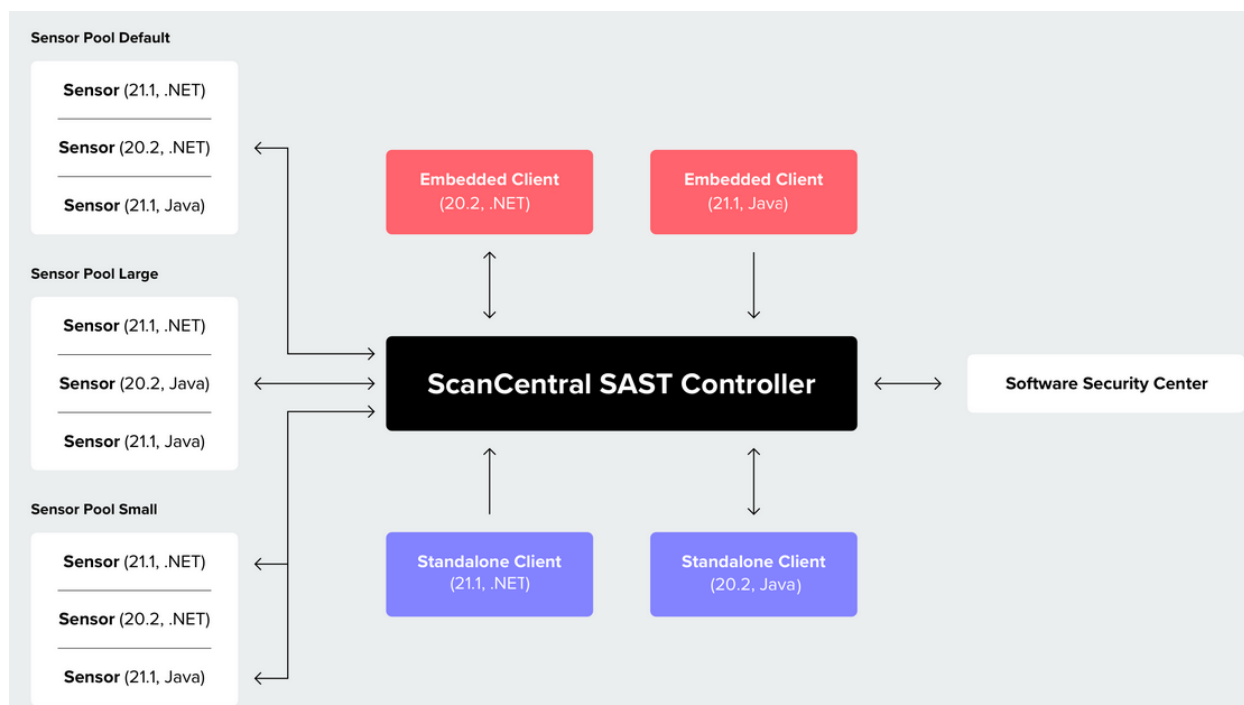 Sensor Pool Default
Sensor (21.1, .NET)
Sensor (20.2, .NET)
Sensor (21.1, Java)
Sensor Pool Large
Sensor (21.1, .NET)
Sensor (20.2, Java)
Sensor (21.1, Java)
Sensor Pool Small
Sensor (21.1, .NET)
Sensor (20.2, .NET)
Sensor (21.1, Java)
Embedded Client
(20.2, .NET)
Embedded Client
(21.1, Java)
ScanCentral SAST Controller
Software Security Center
Standalone Client
(21.1, .NET)
Standalone Client
(20.2, Java)